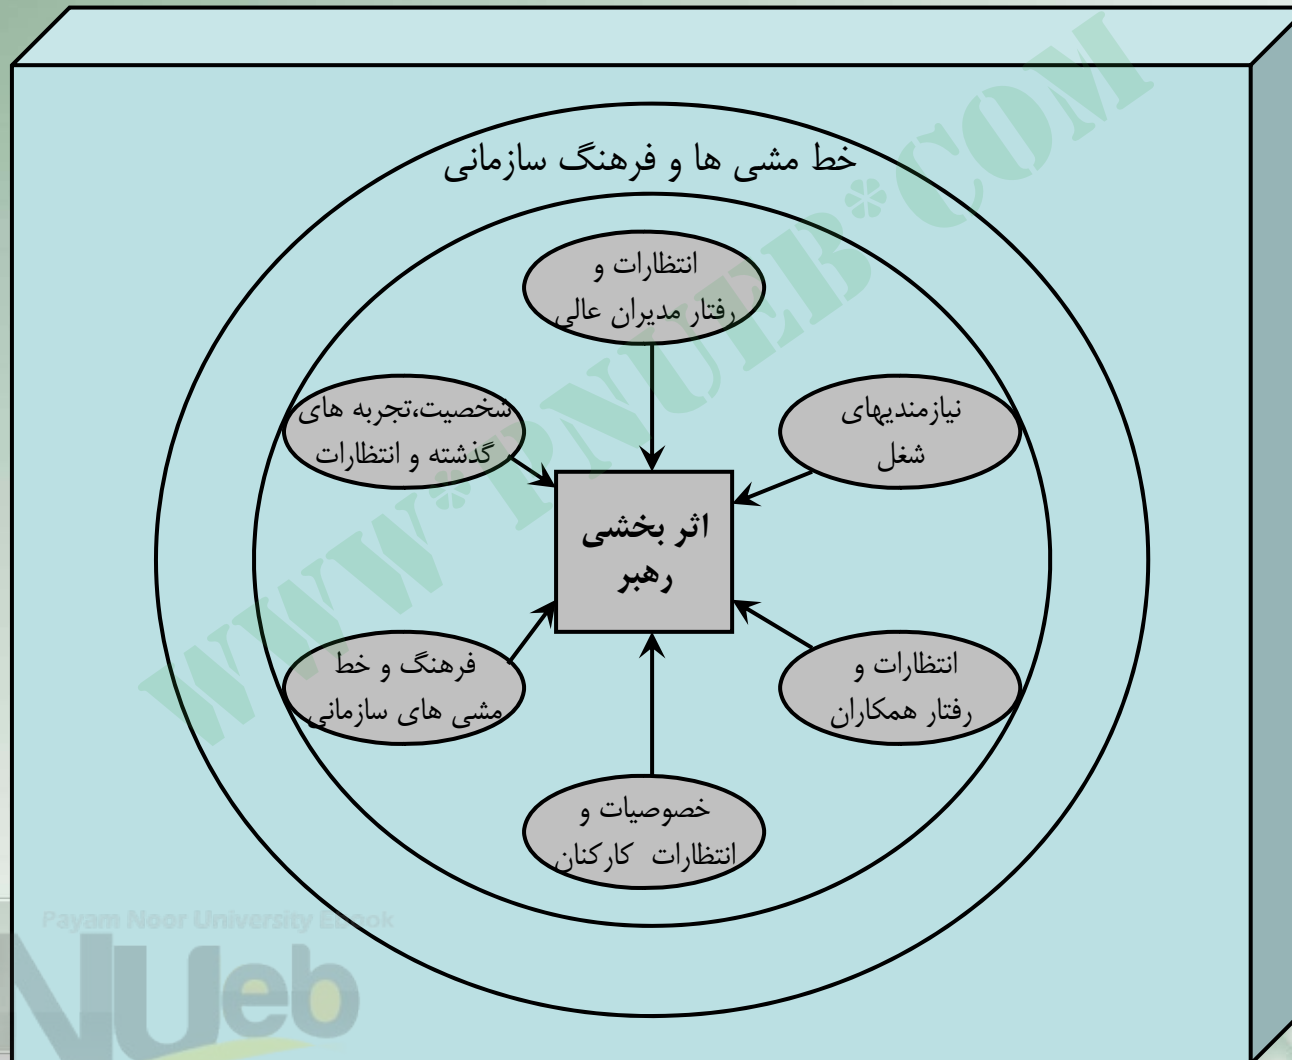 خط مشی ها و فرهنگ سازمانی
انتظارات و
رفتار مدیران عالی
نیازمندیهای
شغل
شخصیت،تجربه های
گذشته و انتظارات
اثر بخشی
رهبر
انتظارات و
رفتار همکاران
فرهنگ و خط
مشی های سازمانی
خصوصیات و
انتظارات کارکنان
WWW*PNUEB*COM
Payam Noor University Ebook
NUeb